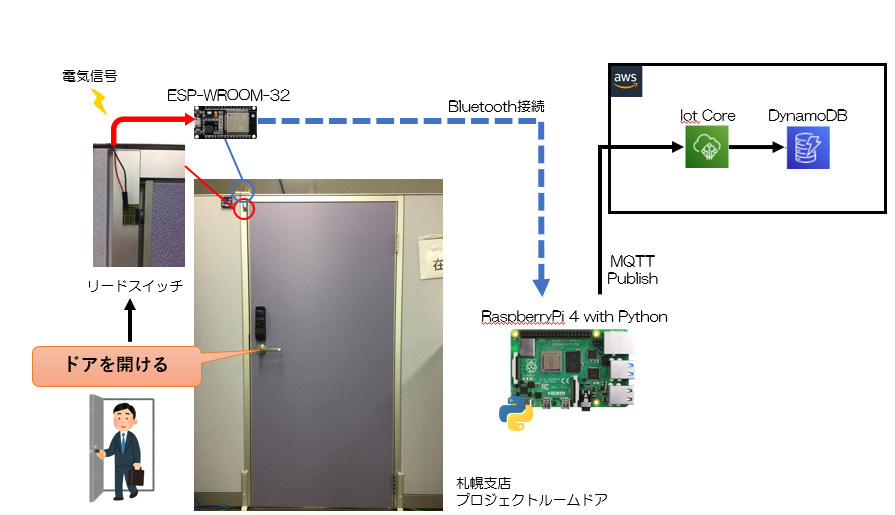 電気信号
ESP-WROOM-32
Bluetooth接続
aws
Iot Core
DynamoDB
リードスイッチ
在
MQTT
Publish
RaspberryPi 4 with Python
ドアを開ける
HDMI
札幌支店
プロジェクトルームドア